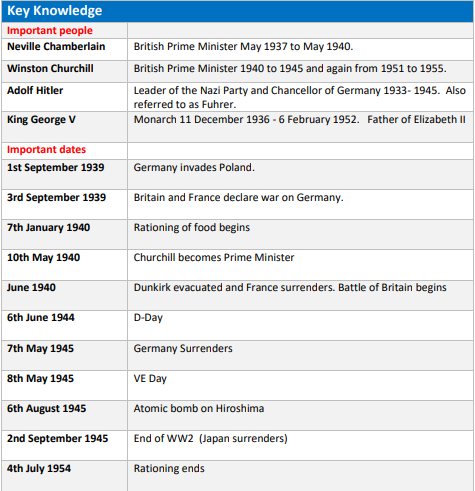 Key Knowledge
Important people
Neville Chamberlain British Prime Minister May 1937 to May 1940.
Winston Churchill British Prime Minister 1940 to 1945 and again from 1951 to 1955.
Adolf Hitler Leader of the Nazi Party and Chancellor of Germany 1933- 1945. Also
referred to as Fuhrer.
King George V Monarch 11 December 1936 - 6 February 1952. Father of Elizabeth II
Important dates
1st September 1939 Germany invades Poland.
3rd September 1939 Britain and France declare war on Germany.
7th January 1940 Rationing of food begins
10th May 1940 Churchill becomes Prime Minister
June 1940 Dunkirk evacuated and France surrenders. Battle of Britain begins
6th June 1944 D-Day
7th May 1945 Germany Surrenders
8th May 1945 VE Day
6th August 1945 Atomic bomb on Hiroshima
2nd September 1945 End of WW2 (Japan surrenders)
4th July 1954 Rationing ends